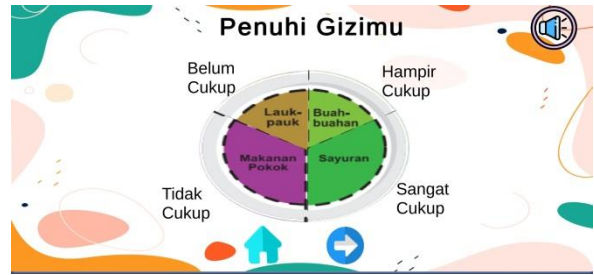 Penuhi Gizimu
Belum
Cukup
Hampir
Cukup
Lauk-
pauk
Buah-
buahan
Makanan
Pokok
Sayuran
Tidak
Cukup
Sangat
Cukup